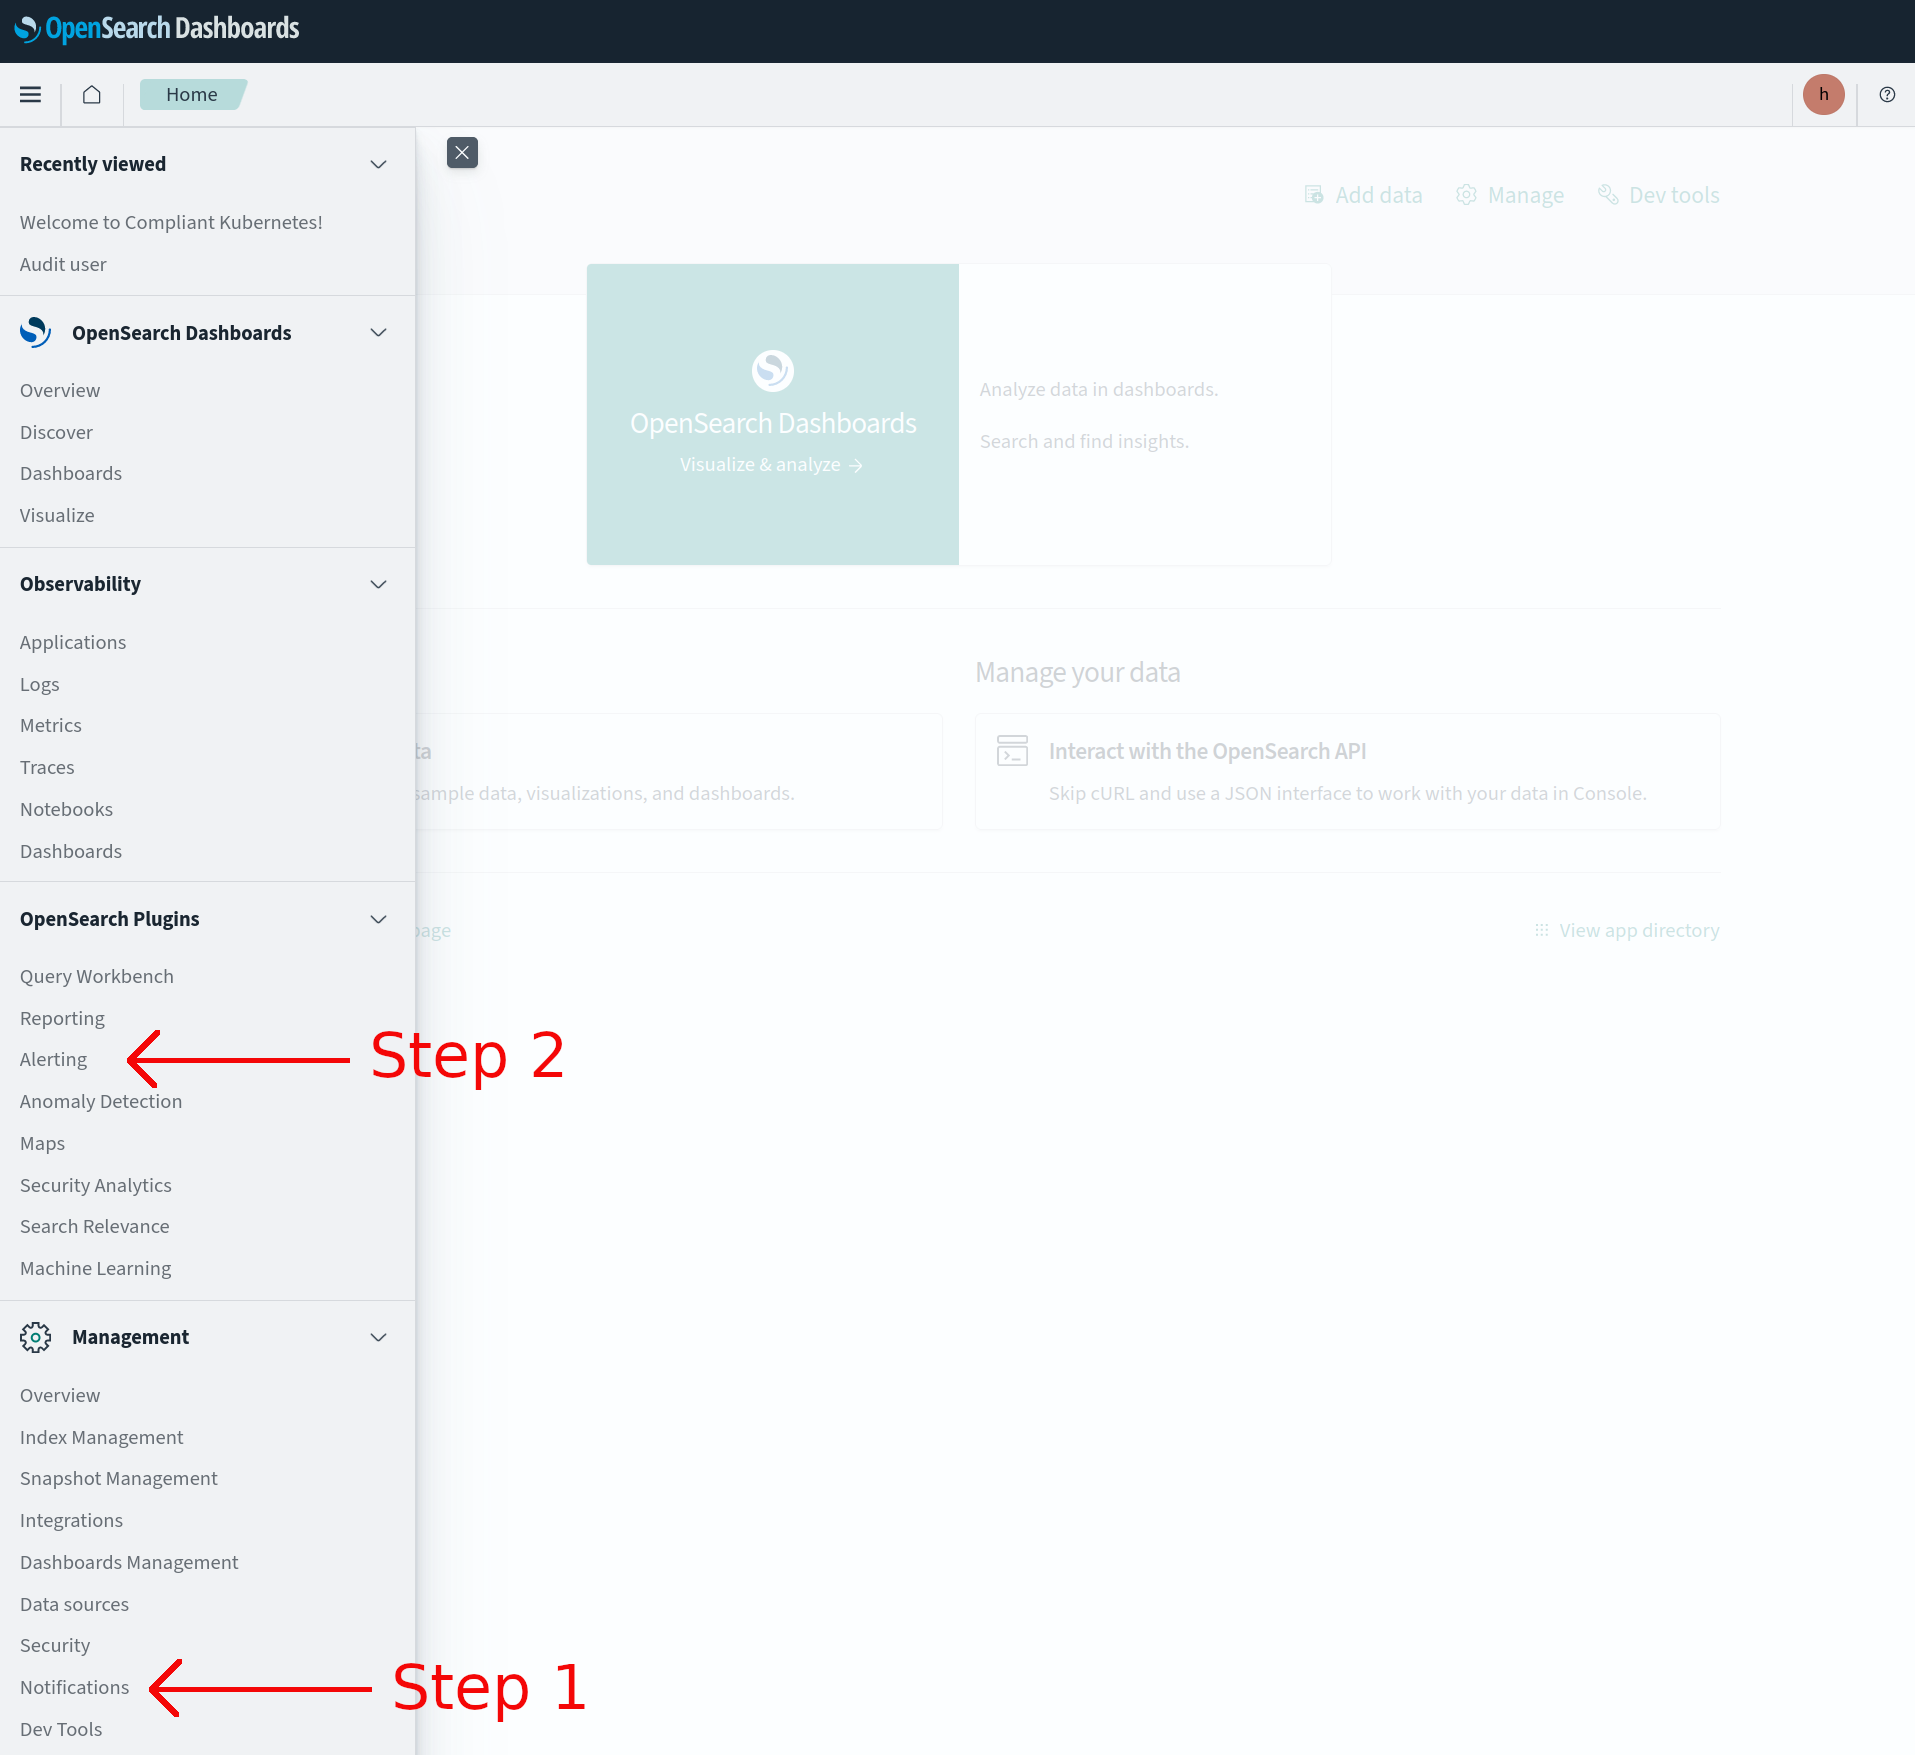 OpenSearch Dashboards
Home
h
Recently viewed
Welcome to Compliant Kubernetes!
Audit user
OpenSearch Dashboards
Overview
Discover
Dashboards
Visualize
Observability
Applications
Logs
Metrics
Traces
Notebooks
Dashboards
OpenSearch Plugins
Query Workbench
Reporting
Alerting
Step 2
Anomaly Detection
Maps
Security Analytics
Search Relevance
Machine Learning
Management
Overview
Index Management
Snapshot Management
Integrations
Dashboards Management
Data sources
Security
Notifications
Step 1
Dev Tools
Add data
Manage
Dev tools
OpenSearch Dashboards
Visualize & analyze
Analyze data in dashboards.
Search and find insights.
ta
sample data, visualizations, and dashboards.
Manage your data
Interact with the OpenSearch API
Skip cURL and use a JSON interface to work with your data in Console.
page
View app directory